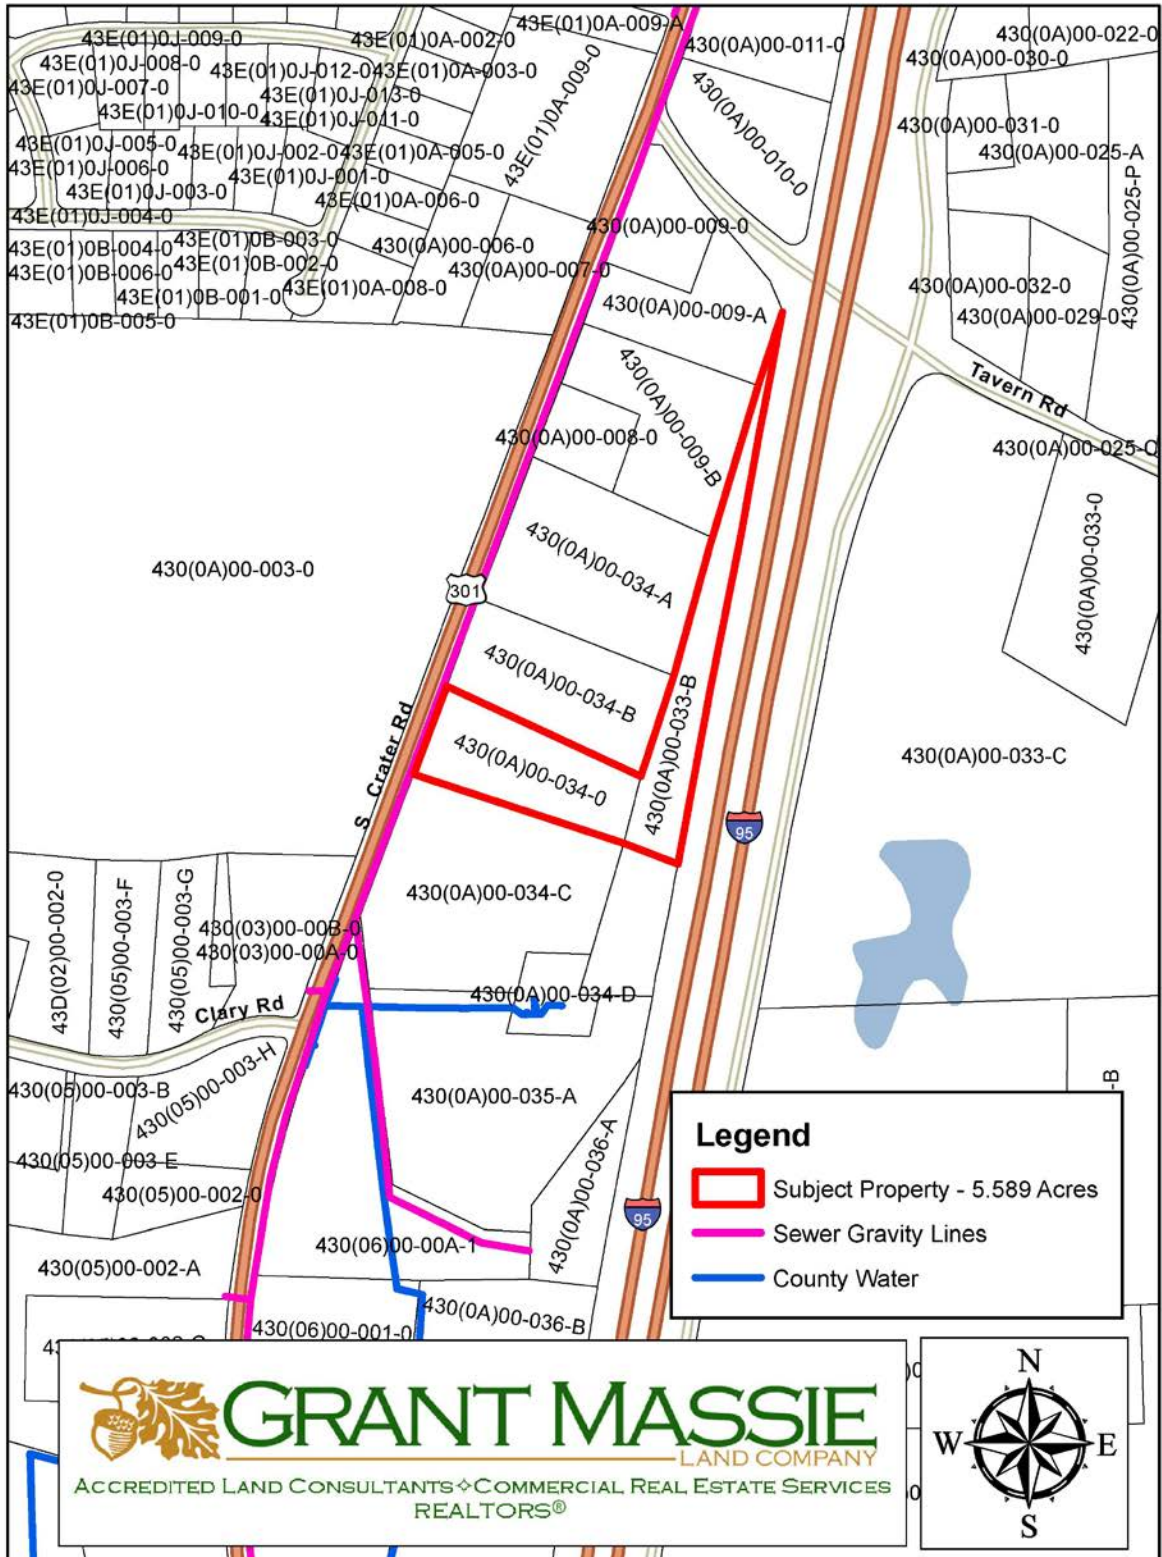 43E(01)0A-009-A
43E(01)0J-009-0
43E(01)0A-002-0
430(0A)00-011-0
430(0A)00-022-0
430(0A)00-030-0
43E(01)0J-008-0
43E(01)0J-012-0
43E(01)0A-003-0
43E(01)0A-009-0
43E(01)0J-007-0
43E(01)0J-013-0
430(0A)00-010-0
43E(01)0J-010-0
43E(01)0J-011-0
430(0A)00-031-0
43E(01)0J-005-0
43E(01)0J-002-0
43E(01)0A-005-0
430(0A)00-025-A
43E(01)0J-006-0
43E(01)0J-001-0
43E(01)0J-003-0
43E(01)0A-006-0
430(0A)00-025-P
43E(01)0J-004-0
430(0A)00-009-0
43E(01)0B-004-0
43E(01)0B-003-0
430(0A)00-006-0
43E(01)0B-006-0
43E(01)0B-002-0
430(0A)00-007-0
43E(01)0B-001-0
43E(01)0A-008-0
430(0A)00-032-0
430(0A)00-009-A
430(0A)00-029-0
43E(01)0B-005-0
Tavern Rd
430(0A)00-009-B
430(0A)00-008-0
430(0A)00-025-Q
430(0A)00-033-0
430(0A)00-003-0
430(0A)00-034-A
301
430(0A)00-034-B
430(0A)00-033-B
S Crater Rd
430(0A)00-034-0
430(0A)00-033-C
95
43D(02)00-002-0
430(05)00-003-F
430(05)00-003-G
430(0A)00-034-C
430(03)00-00B-0
430(03)00-00A-0
430(0A)00-034-D
Clary Rd
430(05)00-003-H
430(05)00-003-B
430(0A)00-035-A
-B
430(0A)00-036-A
430(05)00-003-E
430(05)00-002-0
95
430(06)00-00A-1
430(05)00-002-A
430(0A)00-036-B
430(06)00-001-0
Legend
Subject Property - 5.589 Acres
Sewer Gravity Lines
County Water
GRANT MASSIE
LAND COMPANY
ACCREDITED LAND CONSULTANTS✧COMMERCIAL REAL ESTATE SERVICES
REALTORS®
N
W E
S